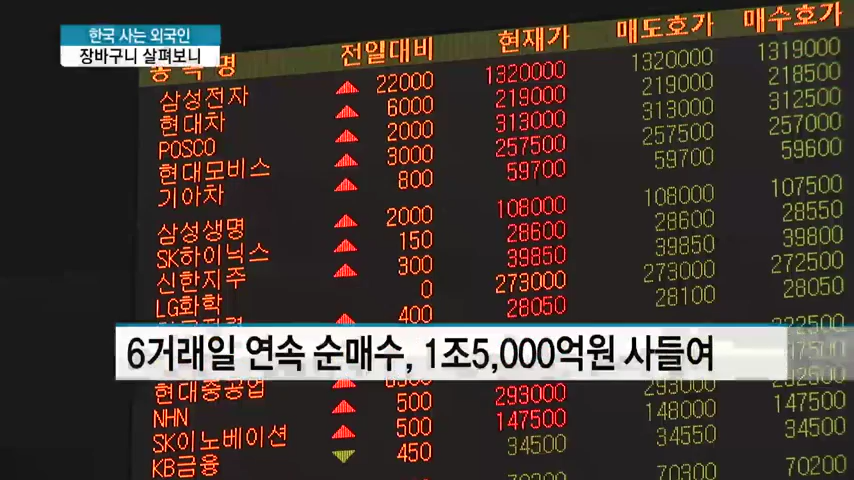 한국 사는 외국인
장바구니 살펴보니
종목명 전일대비 현재가 매도호가 매수호가
삼성전자 ▲ 22000 1320000 1320000 1319000
현대차 ▲ 6000 219000 219000 218500
POSCO ▲ 2000 313000 313000 312500
현대모비스 ▲ 3000 257500 257500 257000
기아차 ▲ 800 59700 59700 59600
삼성생명 ▲ 2000 108000 108000 107500
SK하이닉스 ▲ 150 28600 28600 28550
신한지주 ▲ 300 39850 39850 39800
LG화학 0 273000 273000 272500
▲ 400 28050 28100
6거래일 연속 순매수, 1조5,000억원 사들여
현대중공업
NHN ▲ 500 293000 292500
SK이노베이션 ▲ 500 147500 148000 147500
KB금융 ▼ 450 34500 34550 34500
70300 70200